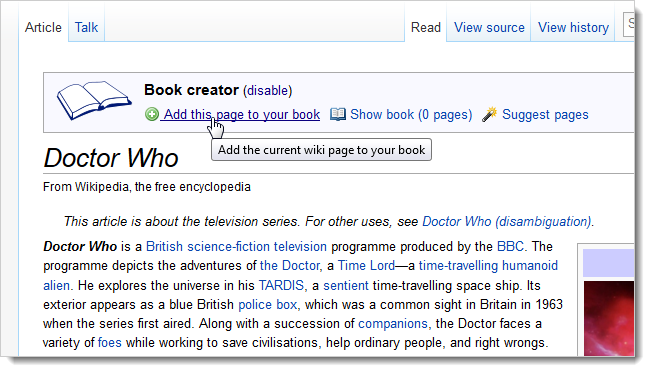 Article Talk Read View source View history S
Book creator (disable)
Add this page to your book Show book (0 pages) Suggest pages
Add the current wiki page to your book
Doctor Who
From Wikipedia, the free encyclopedia
This article is about the television series. For other uses, see Doctor Who (disambiguation).
Doctor Who is a British science-fiction television programme produced by the BBC. The
programme depicts the adventures of the Doctor, a Time Lord—a time-travelling humanoid
alien. He explores the universe in his TARDIS, a sentient time-travelling space ship. Its
exterior appears as a blue British police box, which was a common sight in Britain in 1963
when the series first aired. Along with a succession of companions, the Doctor faces a
variety of foes while working to save civilisations, help ordinary people, and right wrongs.